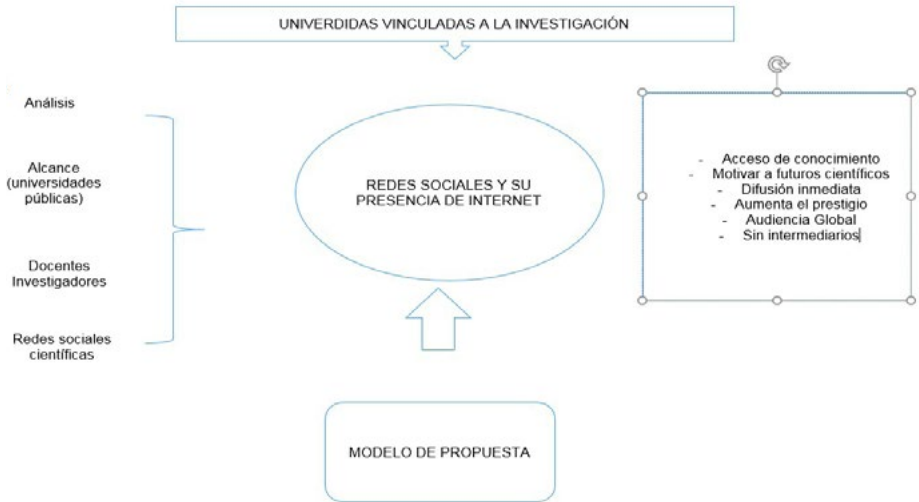 UNIVERDIDAS VINCULADAS A LA INVESTIGACIÓN
Análisis
Alcance
(universidades
públicas)
Docentes
Investigadores
Redes sociales
científicas
REDES SOCIALES Y SU
PRESENCIA DE INTERNET
- Acceso de conocimiento
- Motivar a futuros científicos
- Difusión inmediata
- Aumenta el prestigio
- Audiencia Global
- Sin intermediarios
MODELO DE PROPUESTA